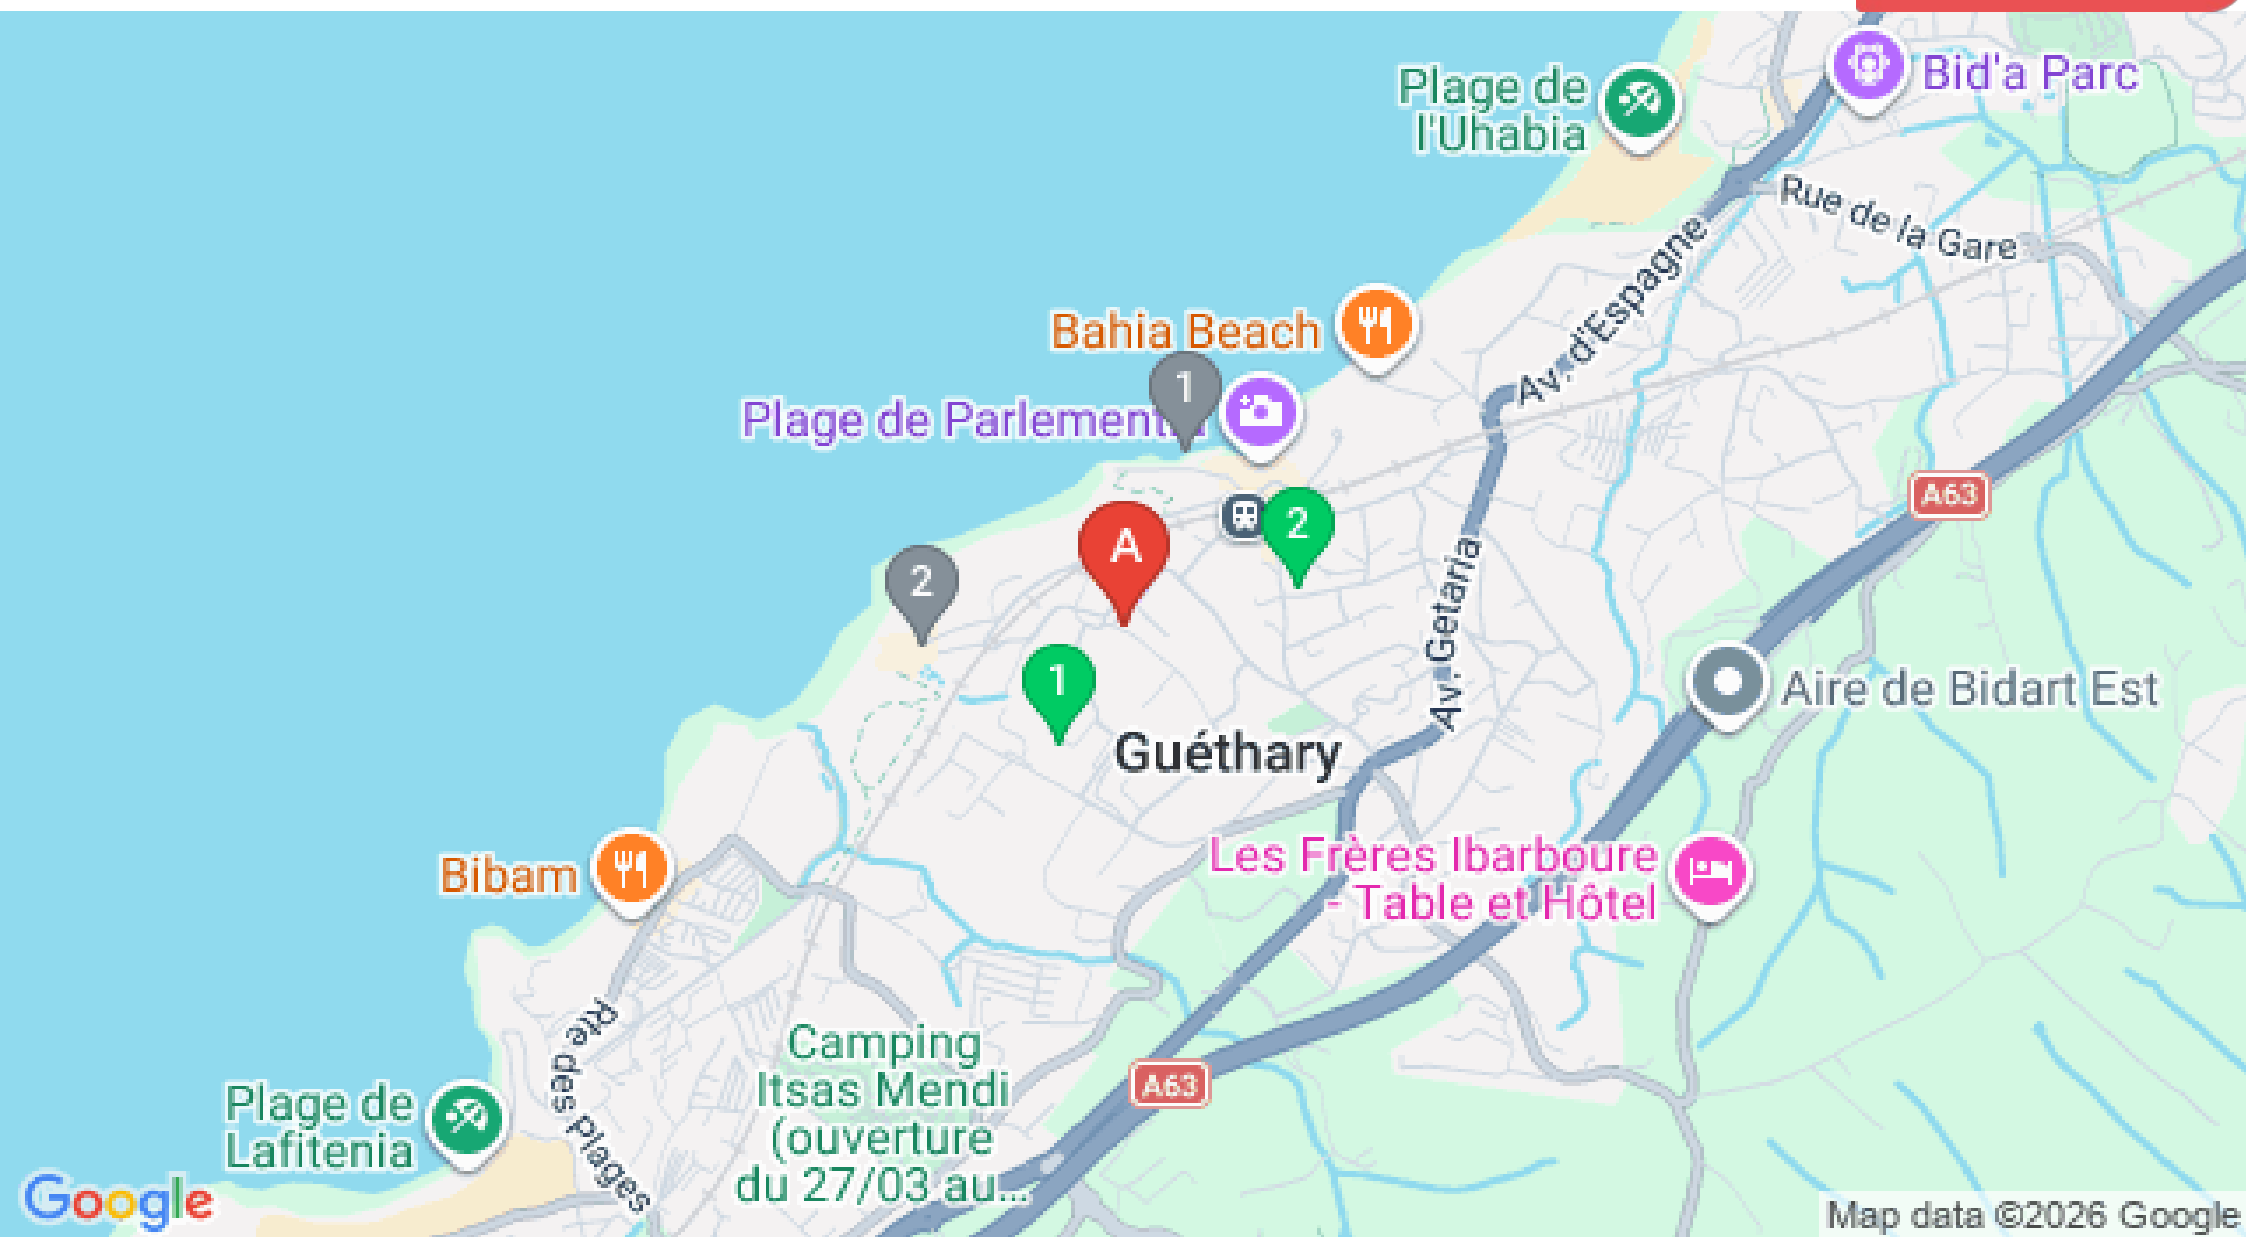 Bid'a Parc
Plage de
l'Uhabia
Rue de la Gare
Av. d'Espagne
Bahia Beach
1
Plage de Parlement
A63
2
A
2
Av. Getaria
1
Aire de Bidart Est
Guéthary
Les Frères Ibarboure
- Table et Hôtel
Bibam
Rte des Plages
Camping
Itsas Mendi
(ouverture
du 27/03 au...
A63
Plage de
Lafitenia
Google
Map data ©2026 Google